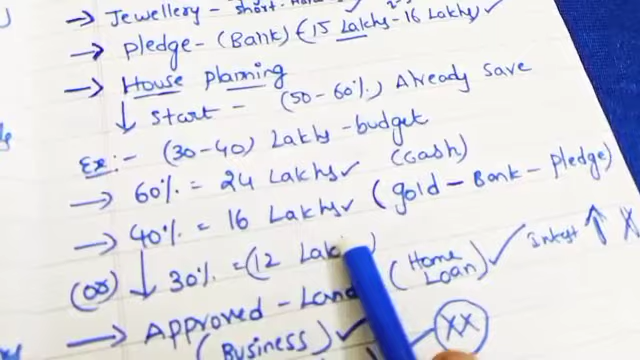 → Jewellery - short-
→ pledge - (Bank) (₹15 Lakhs - 16 Lakhs) ✓
→ House planning
↓ start - (50-60%) Already save
Ex:- (30-40) Lakhs - budget
→ 60% = 24 Lakhs ✓ (cash)
→ 40% = 16 Lakhs ✓ (gold - Bank - pledge)
(or) ↓ 30% = (12 Lak ) (Home Loan) ✓ ↑ X
→ Approved - Land
(Business) ✓ XX